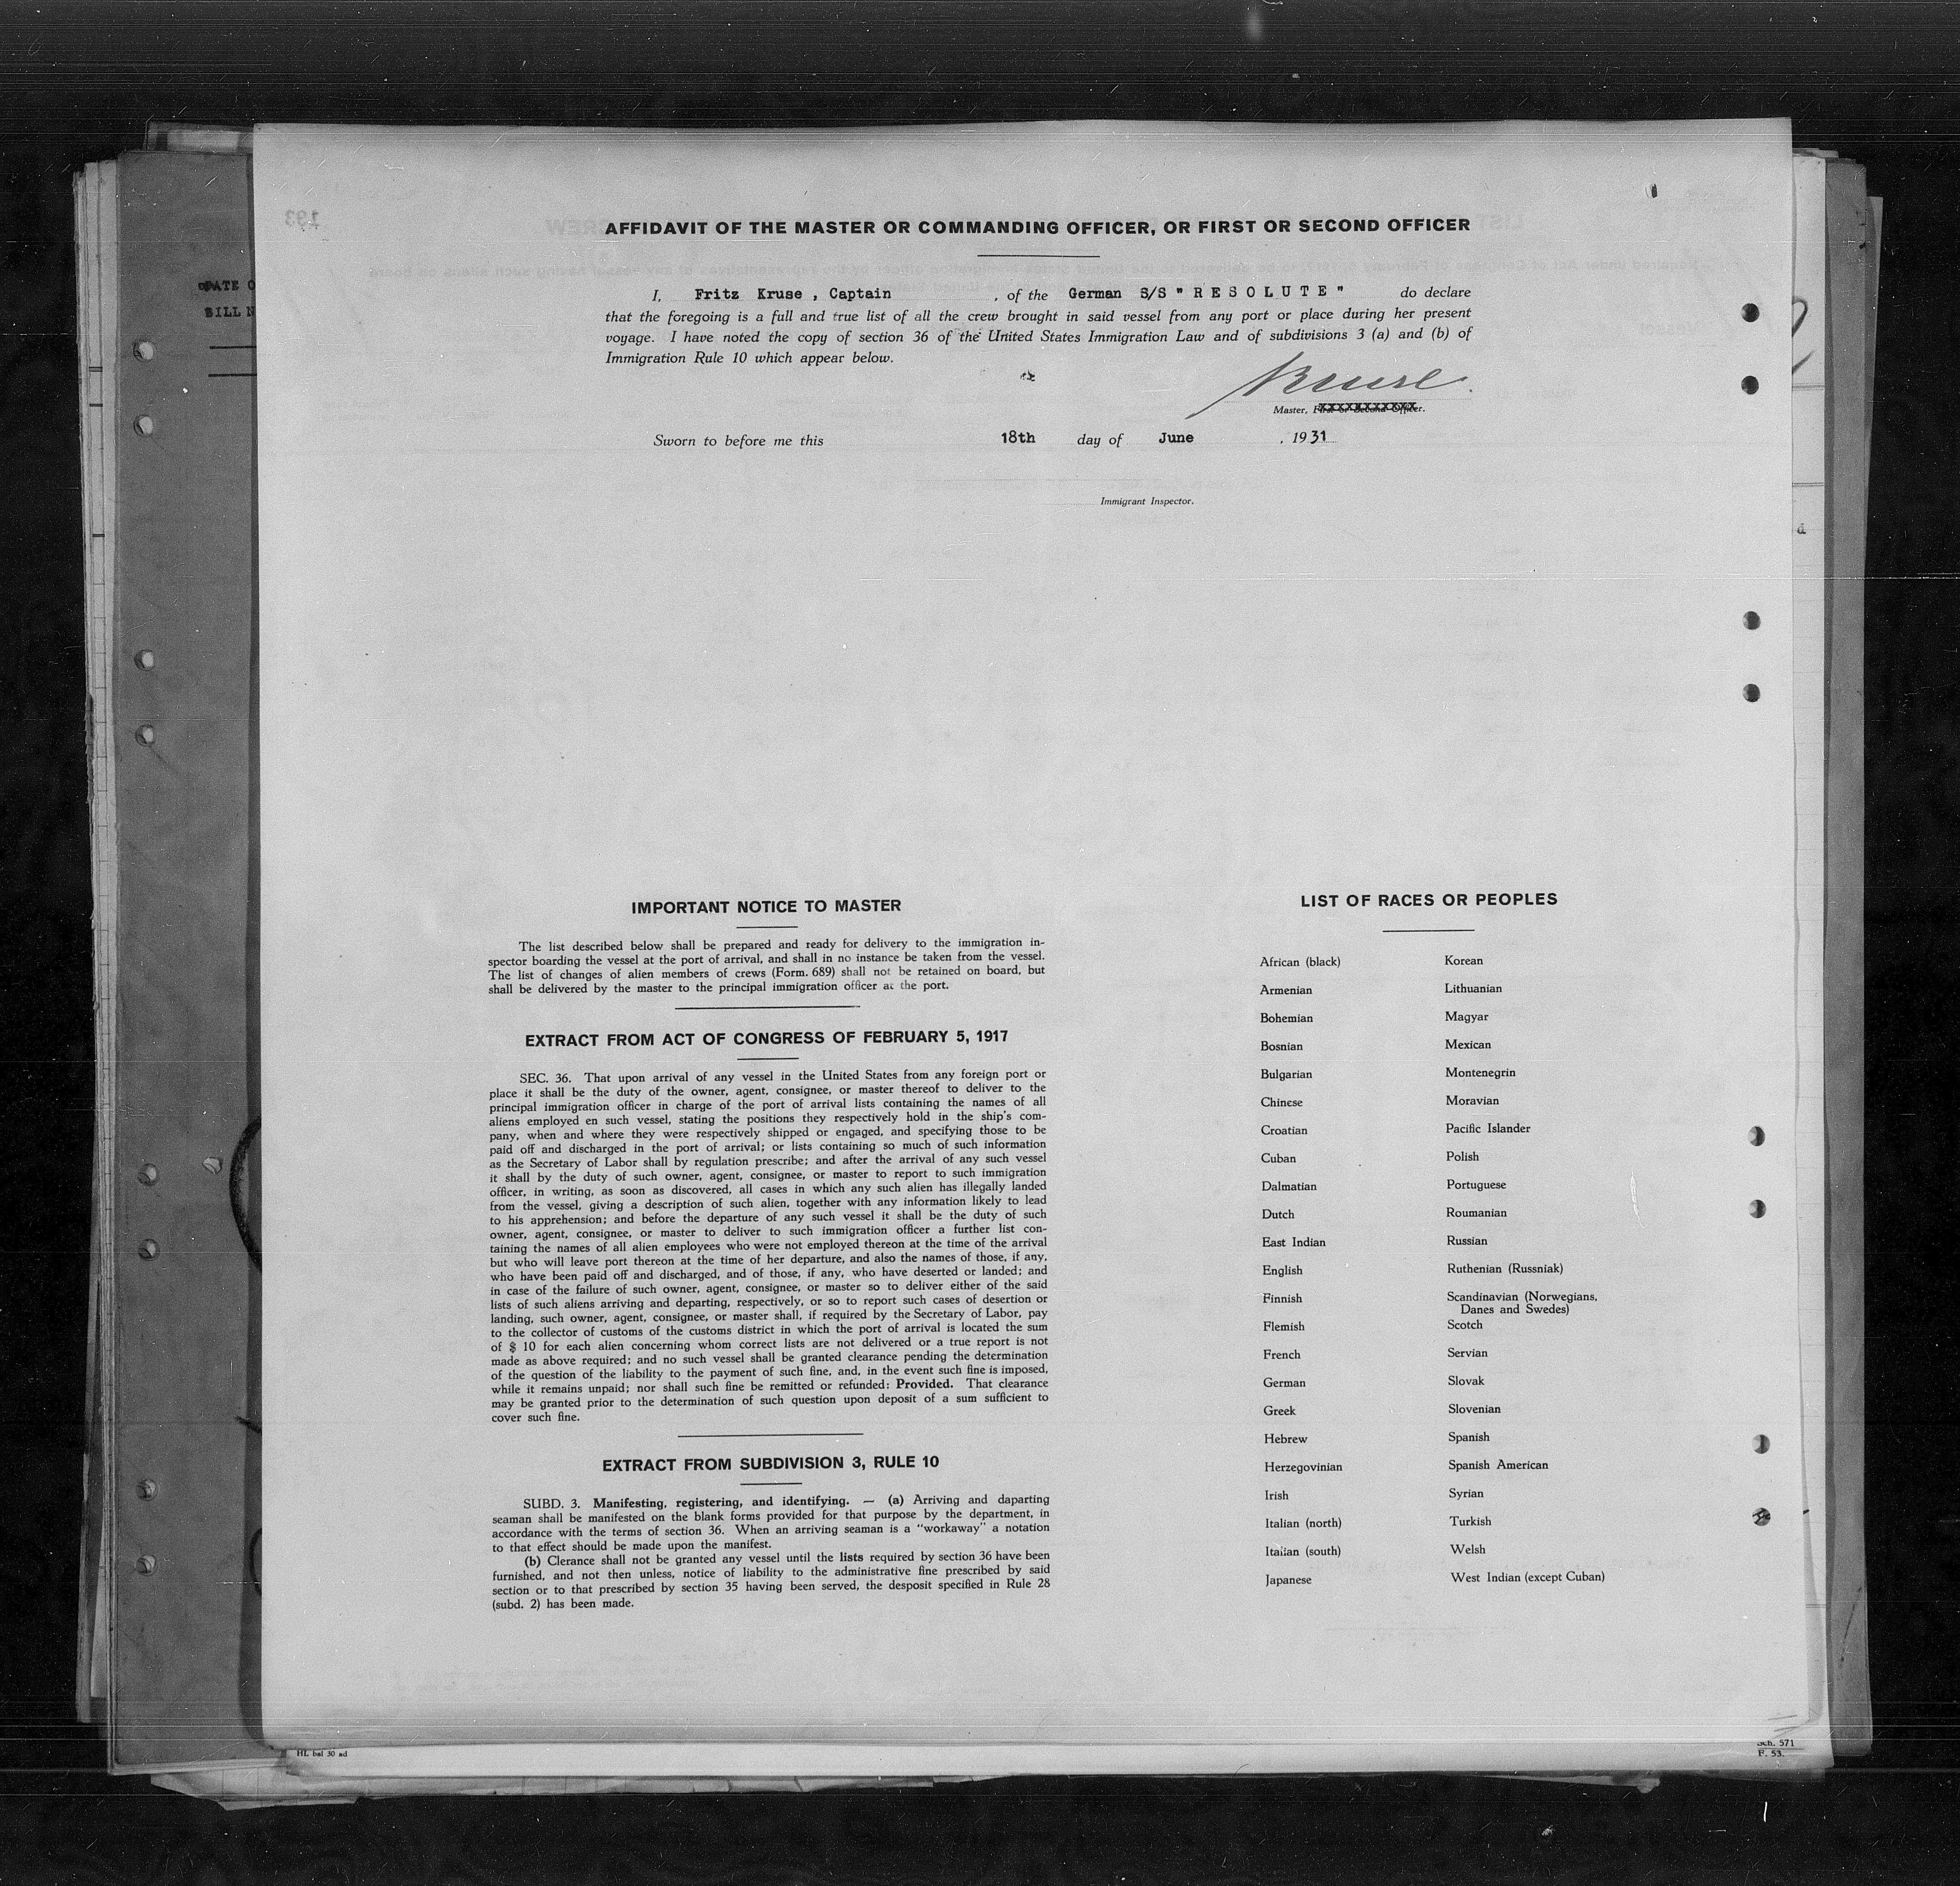 AFFIDAVIT OF THE MASTER OR COMMANDING OFFICER, OR FIRST OR SECOND OFFICER
I, Fritz Kruse , Captain , of the German S/S " R E S O L U T E " do declare
that the foregoing is a full and true list of all the crew brought in said vessel from any port or place during her present
voyage. I have noted the copy of section 36 of the United States Immigration Law and of subdivisions 3 (a) and (b) of
Immigration Rule 10 which appear below.
Kruse.
Master, First or Second Officer.
Sworn to before me this 18th day of June , 1931
Immigrant Inspector.
IMPORTANT NOTICE TO MASTER
The list described below shall be prepared and ready for delivery to the immigration in-
spector boarding the vessel at the port of arrival, and shall in no instance be taken from the vessel.
The list of changes of alien members of crews (Form. 689) shall not be retained on board, but
shall be delivered by the master to the principal immigration officer at the port.
EXTRACT FROM ACT OF CONGRESS OF FEBRUARY 5, 1917
SEC. 36. That upon arrival of any vessel in the United States from any foreign port or
place it shall be the duty of the owner, agent, consignee, or master thereof to deliver to the
principal immigration officer in charge of the port of arrival lists containing the names of all
aliens employed en such vessel, stating the positions they respectively hold in the ship's com-
pany, when and where they were respectively shipped or engaged, and specifying those to be
paid off and discharged in the port of arrival; or lists containing so much of such information
as the Secretary of Labor shall by regulation prescribe; and after the arrival of any such vessel
it shall by the duty of such owner, agent, consignee, or master to report to such immigration
officer, in writing, as soon as discovered, all cases in which any such alien has illegally landed
from the vessel, giving a description of such alien, together with any information likely to lead
to his apprehension; and before the departure of any such vessel it shall be the duty of such
owner, agent, consignee, or master to deliver to such immigration officer a further list con-
taining the names of all alien employees who were not employed thereon at the time of the arrival
but who will leave port thereon at the time of her departure, and also the names of those, if any,
who have been paid off and discharged, and of those, if any, who have deserted or landed; and
in case of the failure of such owner, agent, consignee, or master so to deliver either of the said
lists of such aliens arriving and departing, respectively, or so to report such cases of desertion or
landing, such owner, agent, consignee, or master shall, if required by the Secretary of Labor, pay
to the collector of customs of the customs district in which the port of arrival is located the sum
of $ 10 for each alien concerning whom correct lists are not delivered or a true report is not
made as above required; and no such vessel shall be granted clearance pending the determination
of the question of the liability to the payment of such fine, and, in the event such fine is imposed,
while it remains unpaid; nor shall such fine be remitted or refunded: Provided. That clearance
may be granted prior to the determination of such question upon deposit of a sum sufficient to
cover such fine.
EXTRACT FROM SUBDIVISION 3, RULE 10
SUBD. 3. Manifesting, registering, and identifying. — (a) Arriving and daparting
seaman shall be manifested on the blank forms provided for that purpose by the department, in
accordance with the terms of section 36. When an arriving seaman is a "workaway" a notation
to that effect should be made upon the manifest.
(b) Clerance shall not be granted any vessel until the lists required by section 36 have been
furnished, and not then unless, notice of liability to the administrative fine prescribed by said
section or to that prescribed by section 35 having been served, the desposit specified in Rule 28
(subd. 2) has been made.
LIST OF RACES OR PEOPLES
African (black) Korean
Armenian Lithuanian
Bohemian Magyar
Bosnian Mexican
Bulgarian Montenegrin
Chinese Moravian
Croatian Pacific Islander
Cuban Polish
Dalmatian Portuguese
Dutch Roumanian
East Indian Russian
English Ruthenian (Russniak)
Finnish Scandinavian (Norwegians,
Danes and Swedes)
Flemish Scotch
French Servian
German Slovak
Greek Slovenian
Hebrew Spanish
Herzegovinian Spanish American
Irish Syrian
Italian (north) Turkish
Italian (south) Welsh
Japanese West Indian (except Cuban)
HL bal 30 ad
Sch. 571
F. 53.